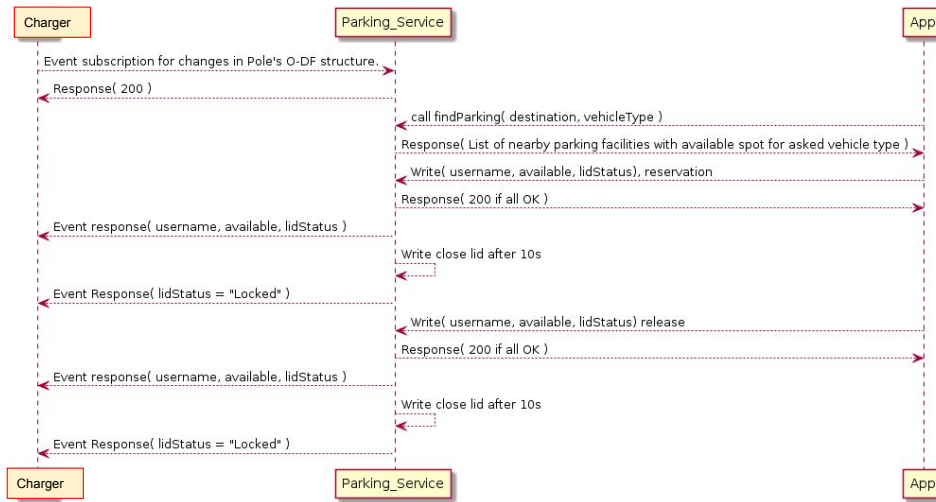 Charger Parking_Service App
Event subscription for changes in Pole's O-DF structure.
Response( 200 )
call findParking( destination, vehicleType )
Response( List of nearby parking facilities with available spot for asked vehicle type )
Write( username, available, lidStatus), reservation
Response( 200 if all OK )
Event response( username, available, lidStatus )
Write close lid after 10s
Event Response( lidStatus = "Locked" )
Write( username, available, lidStatus) release
Response( 200 if all OK )
Event response( username, available, lidStatus )
Write close lid after 10s
Event Response( lidStatus = "Locked" )
Charger Parking_Service App